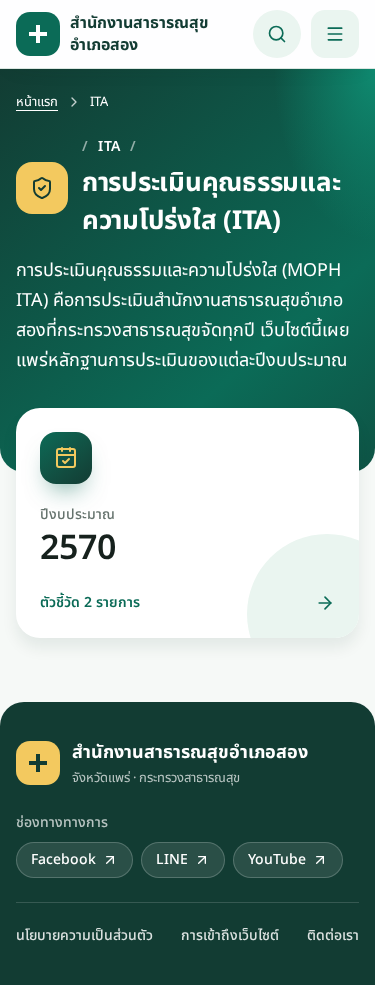 สำนักงานสาธารณสุข
อำเภอสอง
หน้าแรก > ITA
/ ITA /
การประเมินคุณธรรมและ
ความโปร่งใส (ITA)
การประเมินคุณธรรมและความโปร่งใส (MOPH
ITA) คือการประเมินสำนักงานสาธารณสุขอำเภอ
สองที่กระทรวงสาธารณสุขจัดทุกปี เว็บไซต์นี้เผย
แพร่หลักฐานการประเมินของแต่ละปีงบประมาณ
ปีงบประมาณ
2570
ตัวชี้วัด 2 รายการ
สำนักงานสาธารณสุขอำเภอสอง
จังหวัดแพร่ · กระทรวงสาธารณสุข
ช่องทางทางการ
Facebook LINE YouTube
นโยบายความเป็นส่วนตัว การเข้าถึงเว็บไซต์ ติดต่อเรา